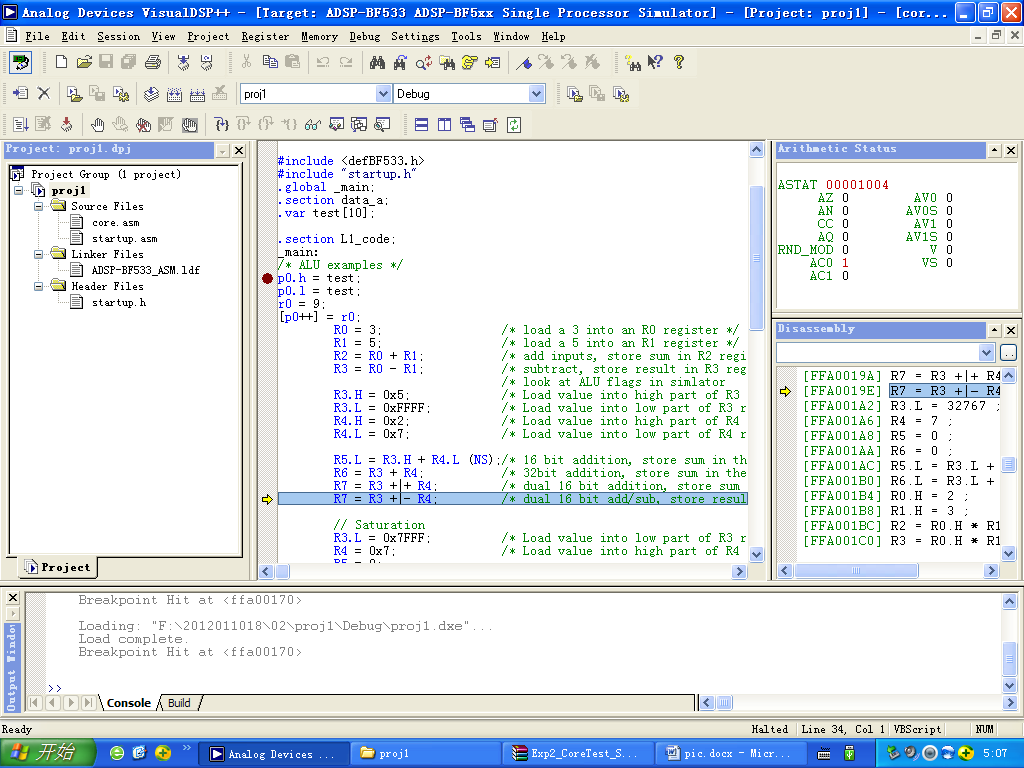 Analog Devices VisualDSP++ - [Target: ADSP-BF533 ADSP-BF5xx Single Processor Simulator] - [Project: proj1] - [cor...
File Edit Session View Project Register Memory Debug Settings Tools Window Help
proj1 Debug
Project: proj1.dpj
Project Group (1 project)
proj1
Source Files
core.asm
startup.asm
Linker Files
ADSP-BF533_ASM.ldf
Header Files
startup.h
Project
#include <defBF533.h>
#include "startup.h"
.global _main;
.section data_a;
.var test[10];
.section L1_code;
_main:
/* ALU examples */
p0.h = test;
p0.l = test;
r0 = 9;
[p0++] = r0;
R0 = 3; /* load a 3 into an R0 register */
R1 = 5; /* load a 5 into an R1 register */
R2 = R0 + R1; /* add inputs, store sum in R2 regi
R3 = R0 - R1; /* subtract, store result in R3 reg
/* look at ALU flags in simlator
R3.H = 0x5; /* Load value into high part of R3
R3.L = 0xFFFF; /* Load value into low part of R3 r
R4.H = 0x2; /* Load value into high part of R4
R4.L = 0x7; /* Load value into low part of R4 r
R5.L = R3.H + R4.L (NS);/* 16 bit addition, store sum in th
R6 = R3 + R4; /* 32bit addition, store sum in the
R7 = R3 +|+ R4; /* dual 16 bit addition, store sum
R7 = R3 +|- R4; /* dual 16 bit add/sub, store resul
// Saturation
R3.L = 0x7FFF; /* Load value into low part of R3 r
R4 = 0x7; /* Load value into high part of R4
R5 = 0;
Arithmetic Status
ASTAT 00001004
AZ 0 AV0 0
AN 0 AV0S 0
CC 0 AV1 0
AQ 0 AV1S 0
RND_MOD 0 V 0
AC0 1 VS 0
AC1 0
Disassembly
[FFA0019A] R7 = R3 +|+ R4
[FFA0019E] R7 = R3 +|- R4
[FFA001A2] R3.L = 32767 ;
[FFA001A6] R4 = 7 ;
[FFA001A8] R5 = 0 ;
[FFA001AA] R6 = 0 ;
[FFA001AC] R5.L = R3.L +
[FFA001B0] R6.L = R3.L +
[FFA001B4] R0.H = 2 ;
[FFA001B8] R1.H = 3 ;
[FFA001BC] R2 = R0.H * R1
[FFA001C0] R3 = R0.H * R1
Output Window
Breakpoint Hit at <ffa00170>
Loading: "F:\2012011018\02\proj1\Debug\proj1.dxe"...
Load complete.
Breakpoint Hit at <ffa00170>
>>
Console Build
Ready Halted Line 34, Col 1 VBScript NUM
开始 Analog Devices ... proj1 Exp2_CoreTest_S... pic.docx - Micr... 5:07